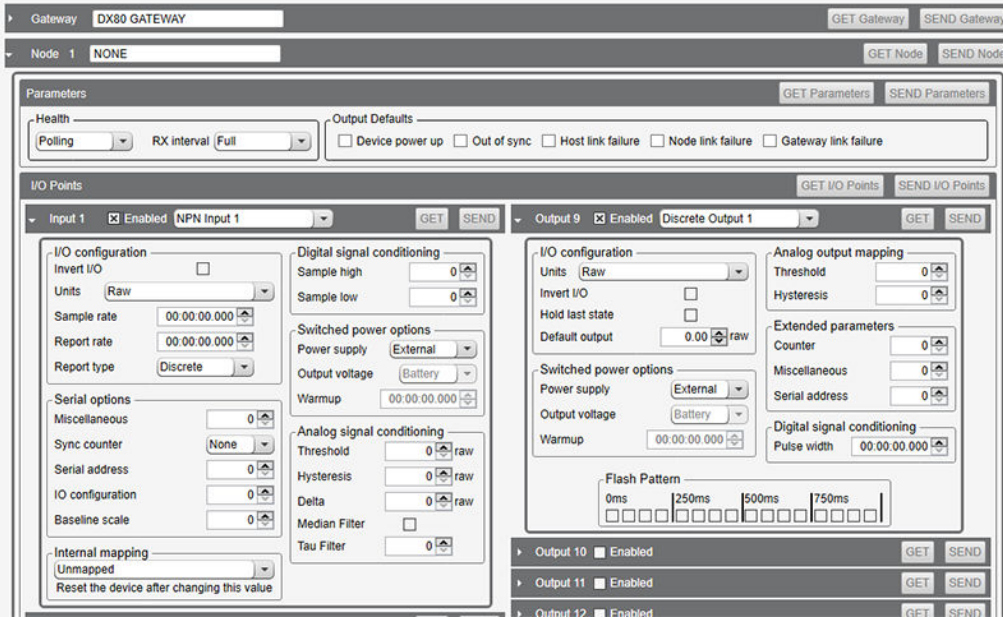 Gateway DX80 GATEWAY GET Gateway SEND Gateway
Node 1 NONE GET Node SEND Node
Parameters GET Parameters SEND Parameters
Health
Polling RX interval Full
Output Defaults
Device power up Out of sync Host link failure Node link failure Gateway link failure
I/O Points GET I/O Points SEND I/O Points
Input 1 Enabled NPN Input 1 GET SEND
I/O configuration
Invert I/O
Units Raw
Sample rate 00:00:00.000
Report rate 00:00:00.000
Report type Discrete
Serial options
Miscellaneous 0
Sync counter None
Serial address 0
IO configuration 0
Baseline scale 0
Internal mapping
Unmapped
Reset the device after changing this value
Digital signal conditioning
Sample high 0
Sample low 0
Switched power options
Power supply External
Output voltage Battery
Warmup 00:00:00.000
Analog signal conditioning
Threshold 0 raw
Hysteresis 0 raw
Delta 0 raw
Median Filter
Tau Filter 0
Output 9 Enabled Discrete Output 1 GET SEND
I/O configuration
Units Raw
Invert I/O
Hold last state
Default output 0.00 raw
Switched power options
Power supply External
Output voltage Battery
Warmup 00:00:00.000
Analog output mapping
Threshold 0
Hysteresis 0
Extended parameters
Counter 0
Miscellaneous 0
Serial address 0
Digital signal conditioning
Pulse width 00:00:00.000
Flash Pattern
0ms 250ms 500ms 750ms
Output 10 Enabled GET SEND
Output 11 Enabled GET SEND
Output 12 Enabled GET SEND